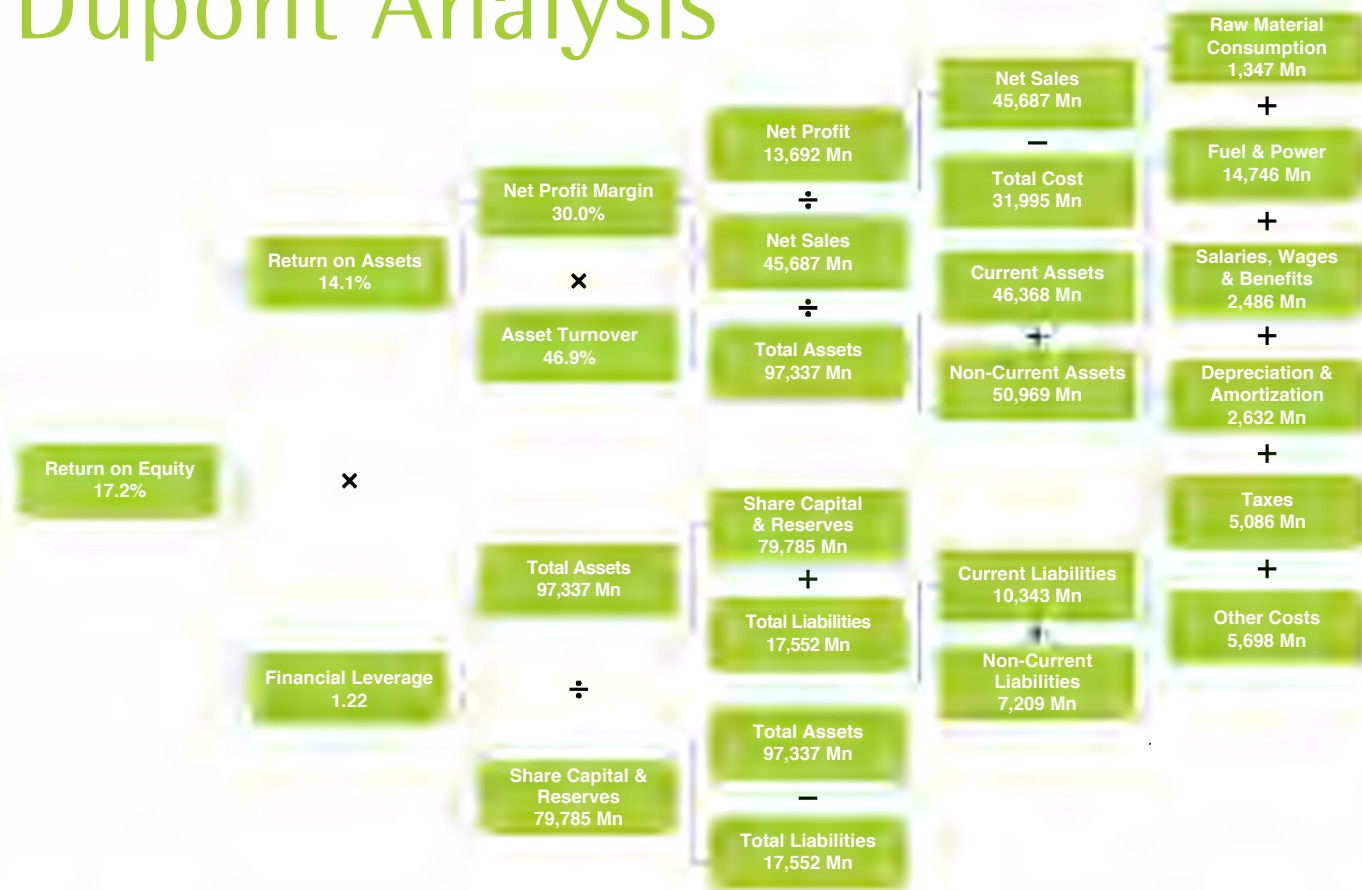 Dupont Analysis
Return on Equity
17.2%
×
Return on Assets
14.1%
Financial Leverage
1.22
Net Profit Margin
30.0%
×
Asset Turnover
46.9%
Total Assets
97,337 Mn
÷
Share Capital &
Reserves
79,785 Mn
Net Profit
13,692 Mn
÷
Net Sales
45,687 Mn
÷
Total Assets
97,337 Mn
Share Capital
& Reserves
79,785 Mn
+
Total Liabilities
17,552 Mn
Total Assets
97,337 Mn
–
Total Liabilities
17,552 Mn
Net Sales
45,687 Mn
–
Total Cost
31,995 Mn
Current Assets
46,368 Mn
+
Non-Current Assets
50,969 Mn
Current Liabilities
10,343 Mn
+
Non-Current
Liabilities
7,209 Mn
Raw Material
Consumption
1,347 Mn
+
Fuel & Power
14,746 Mn
+
Salaries, Wages
& Benefits
2,486 Mn
+
Depreciation &
Amortization
2,632 Mn
+
Taxes
5,086 Mn
+
Other Costs
5,698 Mn